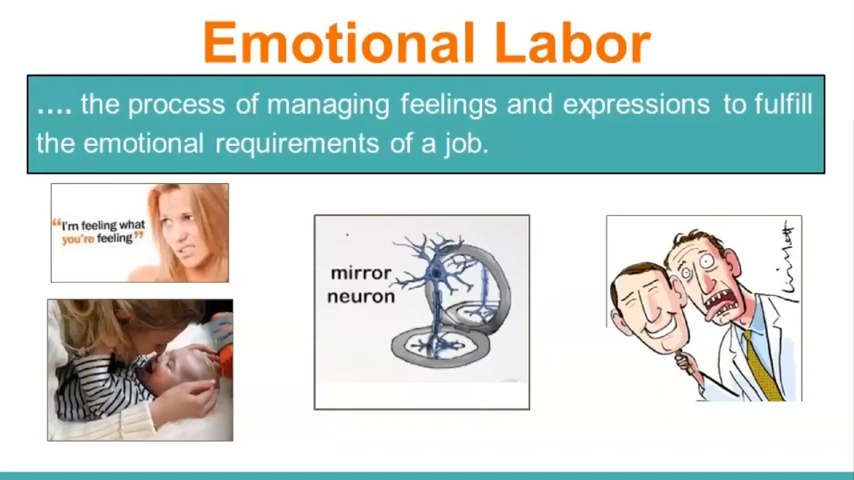 Emotional Labor
.... the process of managing feelings and expressions to fulfill
the emotional requirements of a job.
“I'm feeling what
you're feeling”
mirror
neuron